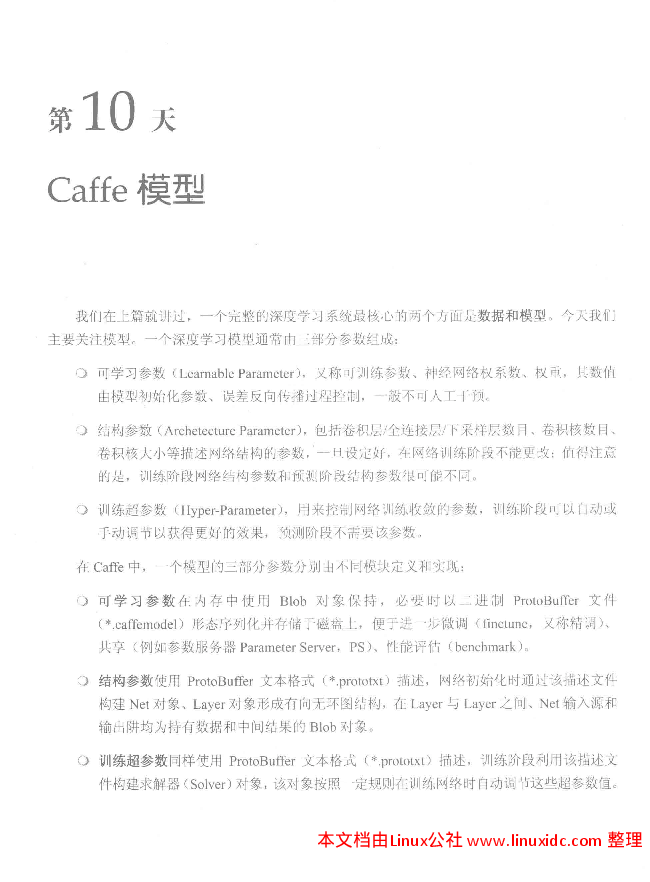 第 10 天
Caffe 模型
我们在上篇就讲过，一个完整的深度学习系统最核心的两个方面是数据和模型。今天我们
主要关注模型。一个深度学习模型通常由三部分参数组成：
❍ 可学习参数（Learnable Parameter），又称可训练参数、神经网络权系数、权重，其数值
由模型初始化参数、误差反向传播过程控制，一般不可人工干预。
❍ 结构参数（Archetecture Parameter），包括卷积层/全连接层/下采样层数目、卷积核数目、
卷积核大小等描述网络结构的参数，一旦设定好，在网络训练阶段不能更改；值得注意
的是，训练阶段网络结构参数和预测阶段结构参数很可能不同。
❍ 训练超参数（Hyper-Parameter），用来控制网络训练收敛的参数，训练阶段可以自动或
手动调节以获得更好的效果，预测阶段不需要该参数。
在 Caffe 中，一个模型的三部分参数分别由不同模块定义和实现：
❍ 可学习参数在内存中使用 Blob 对象保持，必要时以二进制 ProtoBuffer 文件
（*.caffemodel）形态序列化并存储于磁盘上，便于进一步微调（finetune，又称精调）、
共享（例如参数服务器 Parameter Server，PS）、性能评估（benchmark）。
❍ 结构参数使用 ProtoBuffer 文本格式（*.prototxt）描述，网络初始化时通过该描述文件
构建 Net 对象、Layer 对象形成有向无环图结构，在 Layer 与 Layer 之间、Net 输入源和
输出阱均为持有数据和中间结果的 Blob 对象。
❍ 训练超参数同样使用 ProtoBuffer 文本格式（*.prototxt）描述，训练阶段利用该描述文
件构建求解器（Solver）对象，该对象按照一定规则在训练网络时自动调节这些超参数值。
本文档由Linux公社 www.linuxidc.com 整理